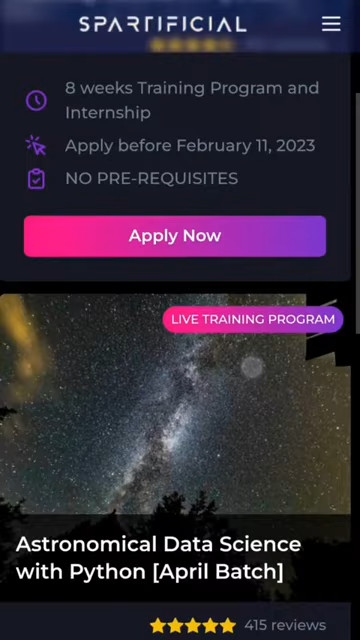 SPARTIFICIAL
8 weeks Training Program and
Internship
Apply before February 11, 2023
NO PRE-REQUISITES
Apply Now
LIVE TRAINING PROGRAM
Astronomical Data Science
with Python [April Batch]
415 reviews